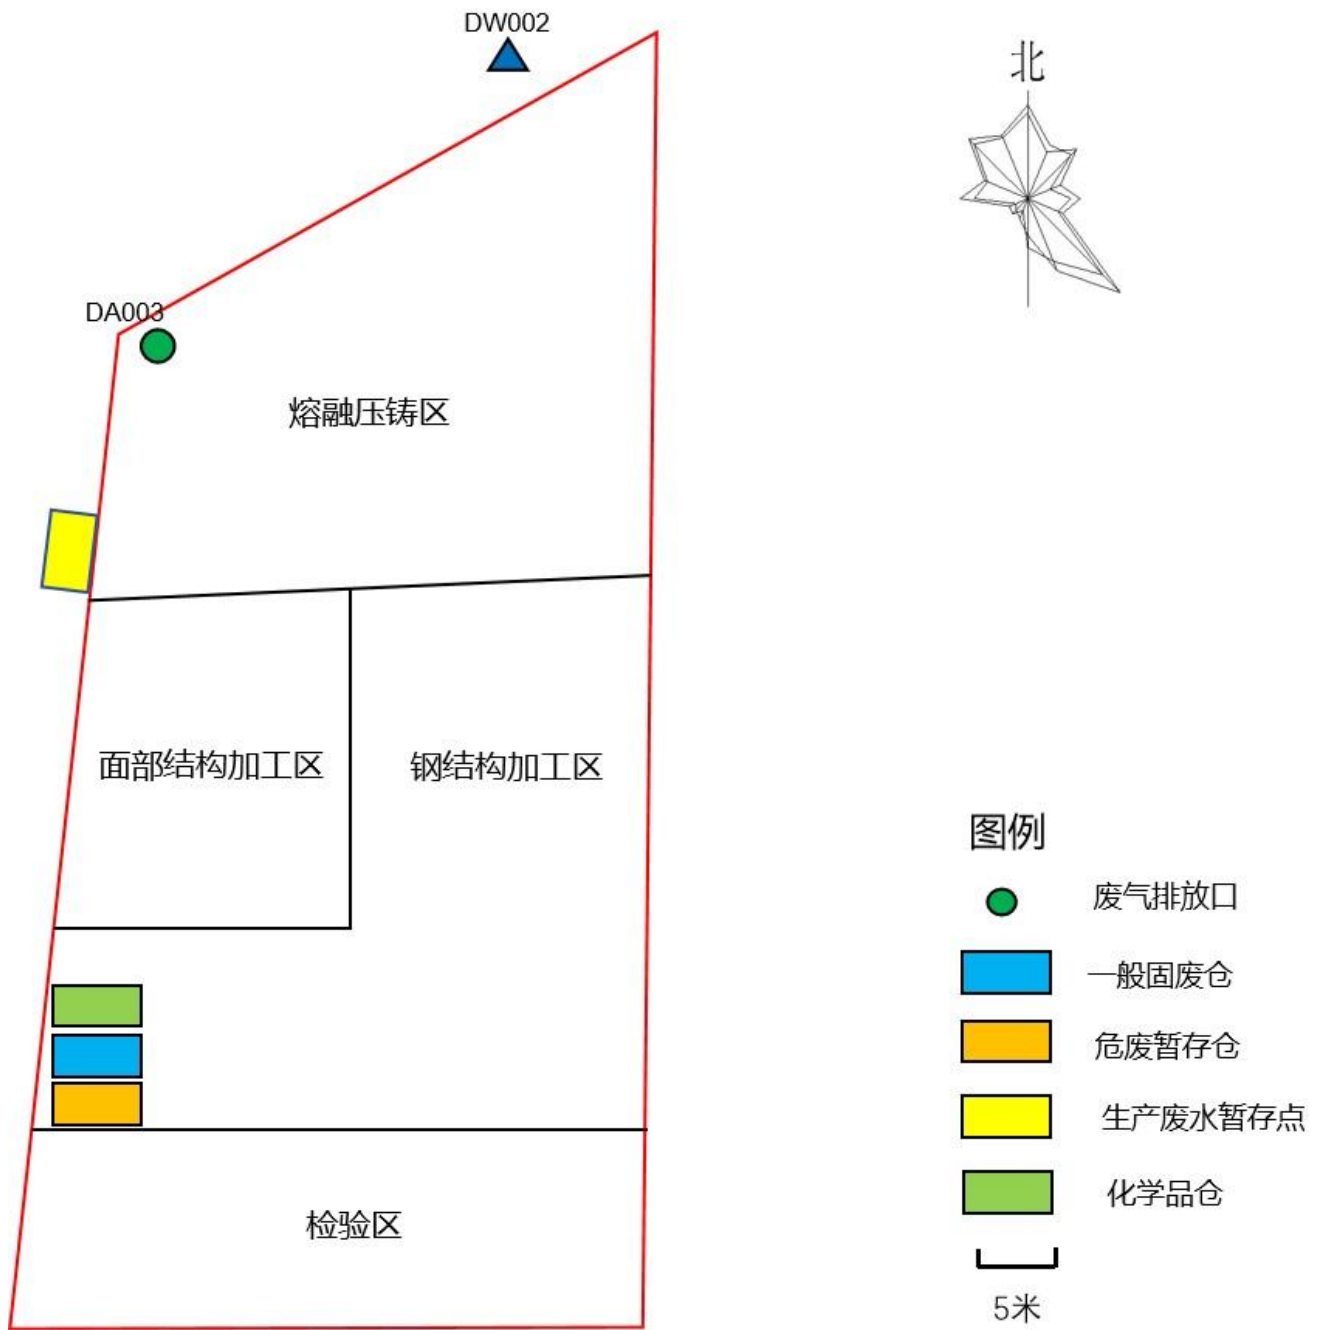 DW002
北
DA003
熔融压铸区
面部结构加工区
钢结构加工区
检验区
图例
废气排放口
一般固废仓
危废暂存仓
生产废水暂存点
化学品仓
5米